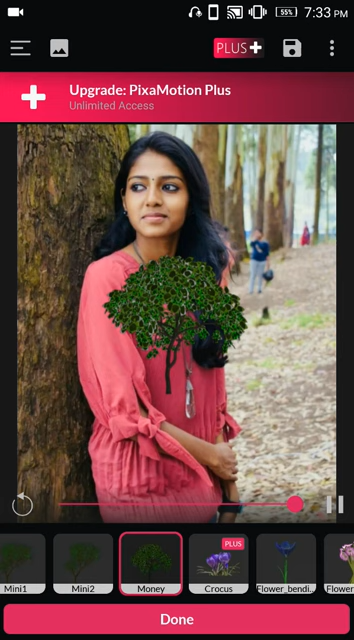 55%
7:33 PM
PLUS
Upgrade: PixaMotion Plus
Unlimited Access
PLUS
Mini1
Mini2
Money
Crocus
Flower_bendi...
Flower
Done